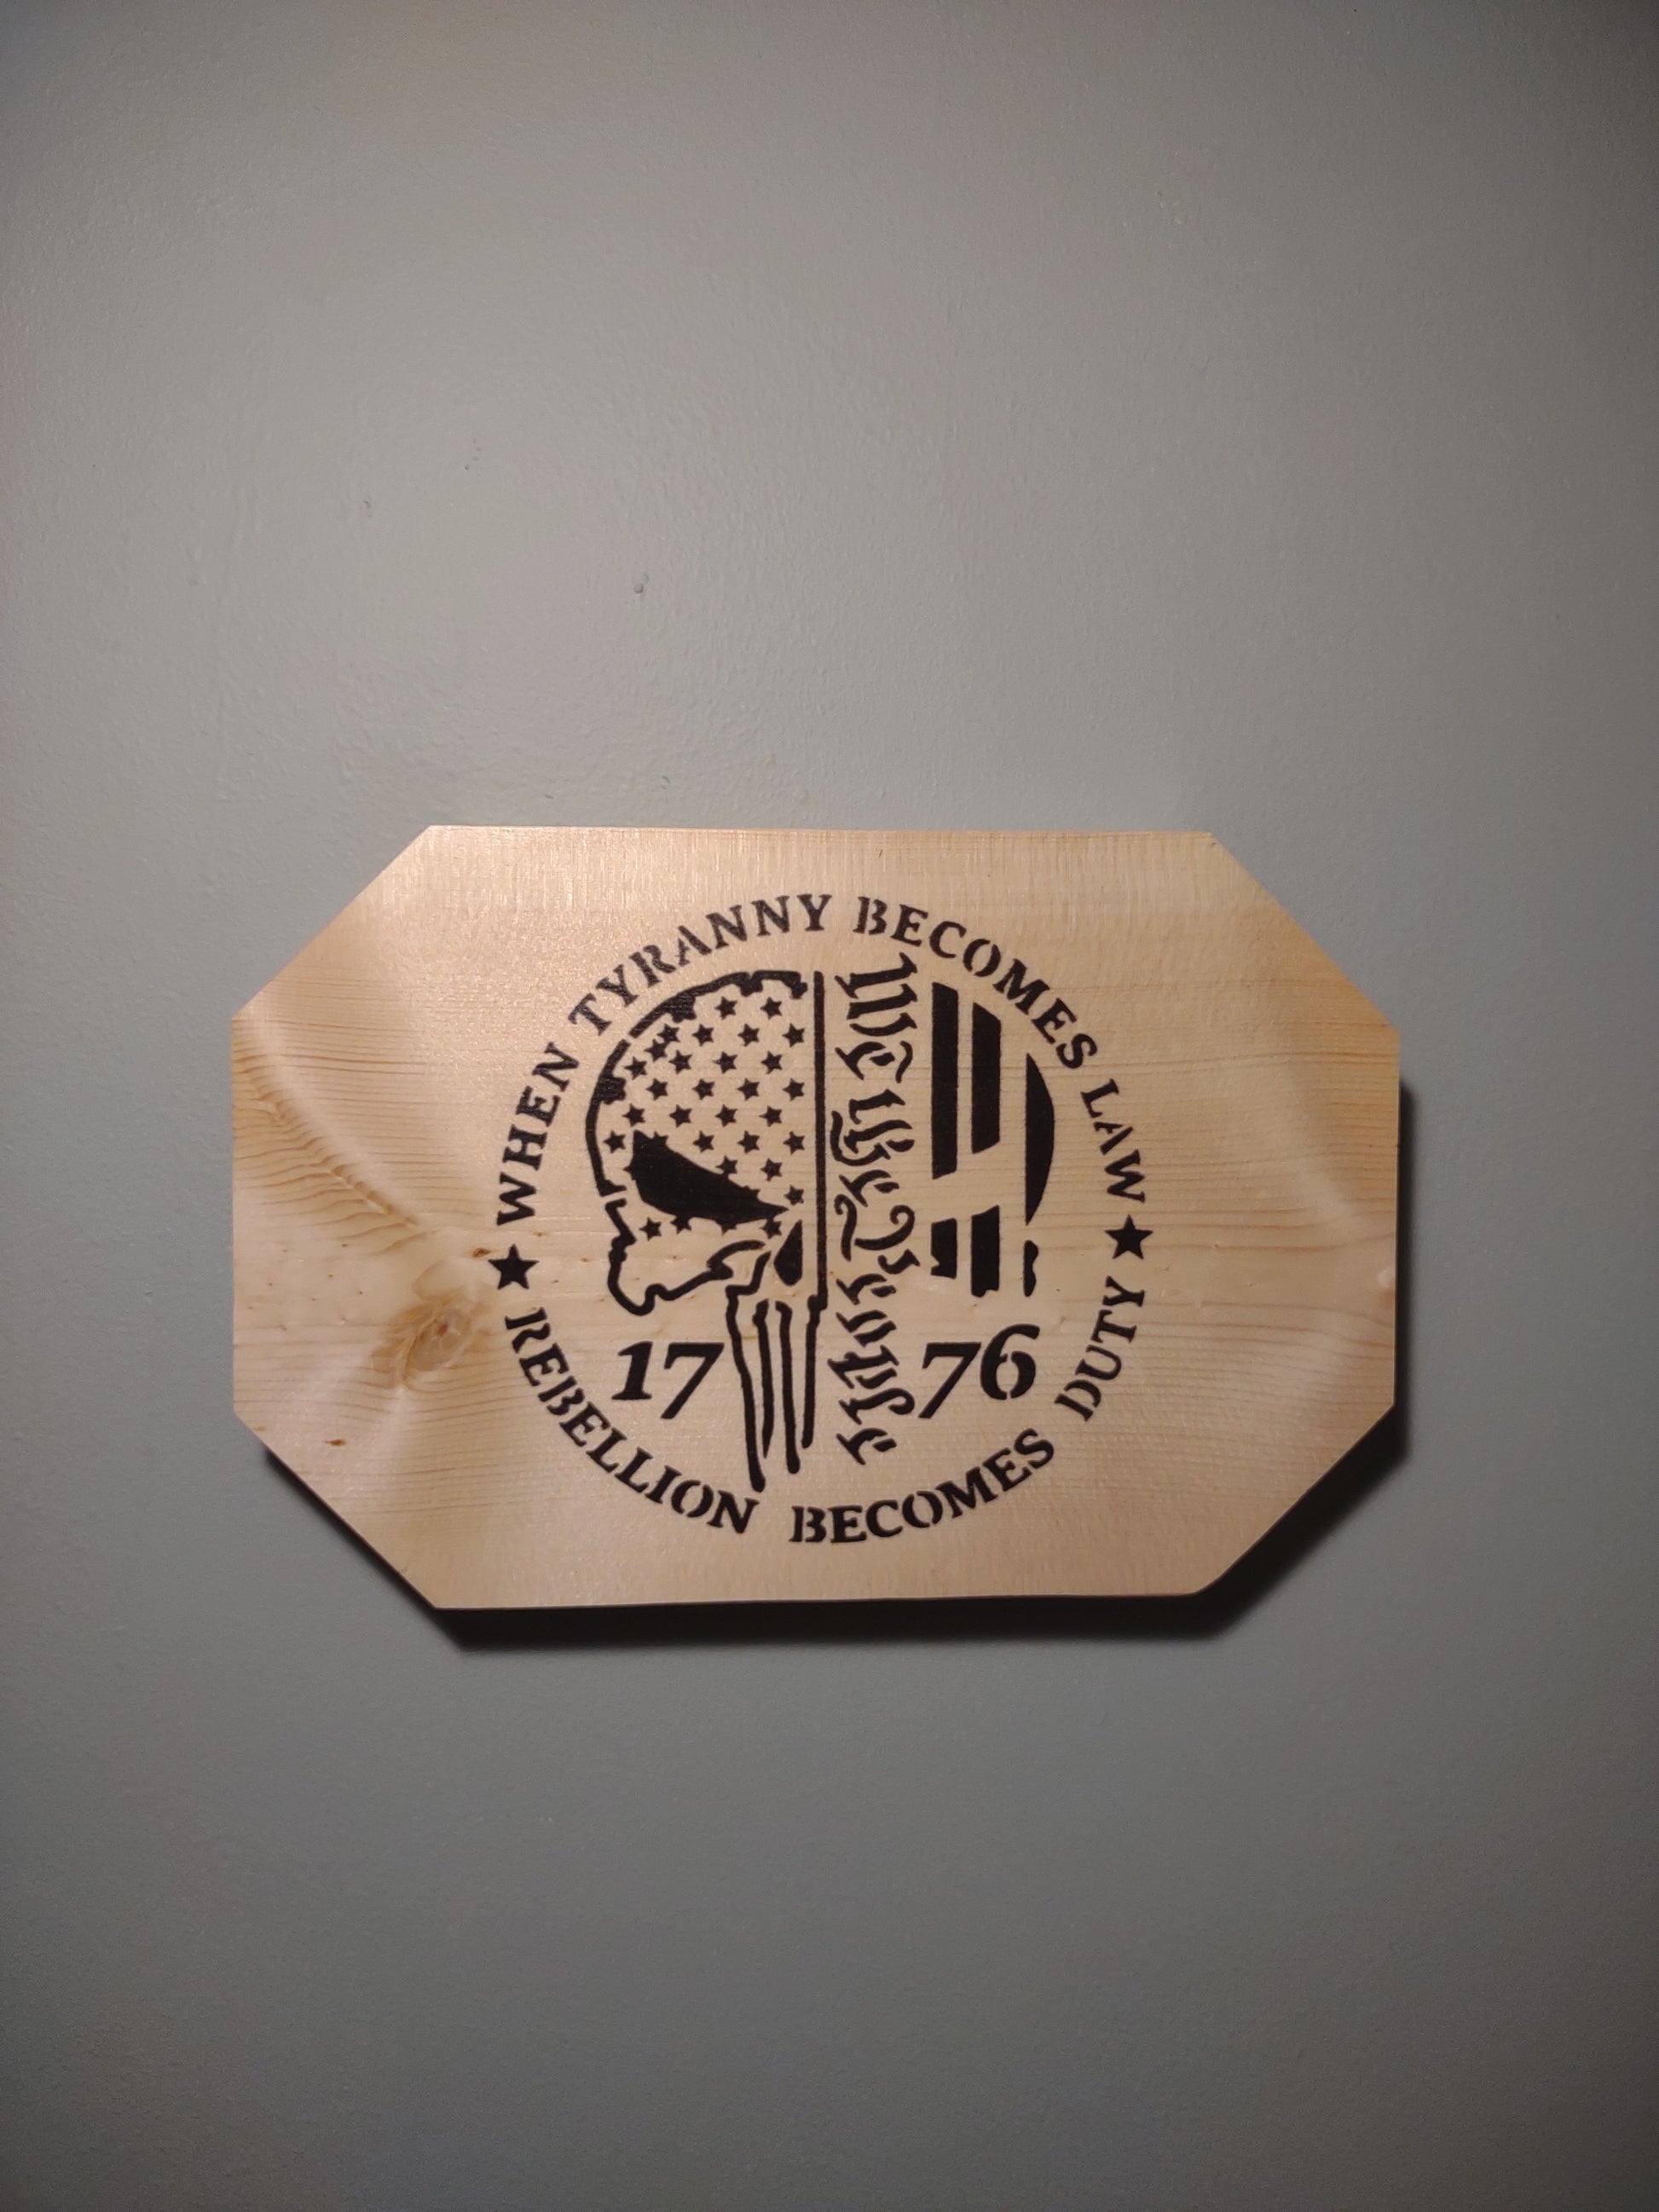 WHEN TYRANNY BECOMES LAW
We the People
17 76
REBELLION BECOMES DUTY